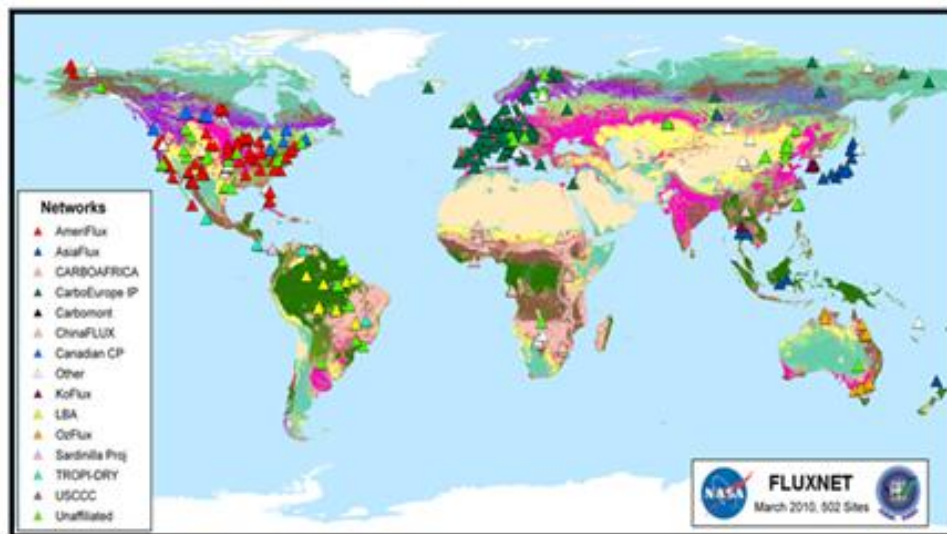 Networks
AmeriFlux
AsiaFlux
CARBOAFRICA
CarboEurope IP
Carbomont
ChinaFLUX
Canadian CP
Other
KoFlux
LBA
OzFlux
Sardinilla Proj
TROPI-DRY
USCCC
Unaffiliated
NASA
FLUXNET
March 2010, 502 Sites